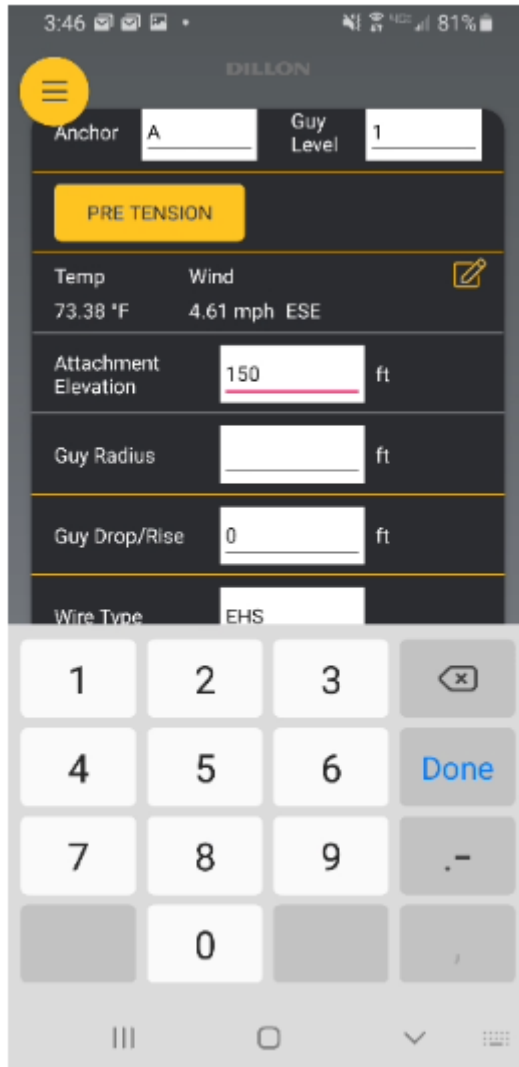 3:46 81%
DILLON
Anchor A Guy Level 1
PRE TENSION
Temp Wind
73.38 °F 4.61 mph ESE
Attachment Elevation 150 ft
Guy Radius ft
Guy Drop/Rise 0 ft
Wire Type EHS
1 2 3
4 5 6 Done
7 8 9 .-
0 ,